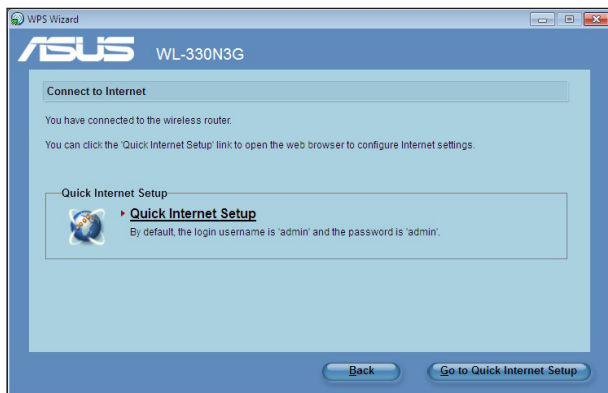 WPS Wizard
ASUS WL-330N3G
Connect to Internet
You have connected to the wireless router.
You can click the 'Quick Internet Setup' link to open the web browser to configure Internet settings.
Quick Internet Setup
Quick Internet Setup
By default, the login username is 'admin' and the password is 'admin'.
Back Go to Quick Internet Setup